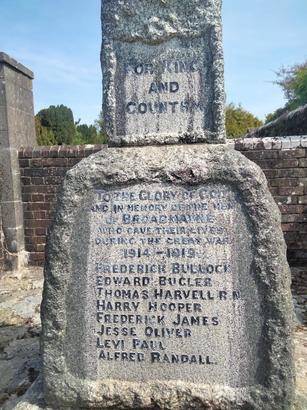 FOR KING
AND
COUNTRY
TO THE GLORY OF GOD
AND IN MEMORY OF THE MEN
OF BROADMAYNE
WHO GAVE THEIR LIVES
DURING THE GREAT WAR
1914-1919
FREDERICK BULLOCK
EDWARD BUGLER
THOMAS HARVELL R.N.
HARRY HOOPER
FREDERICK JAMES
JESSE OLIVER
LEVI PAUL
ALFRED RANDALL